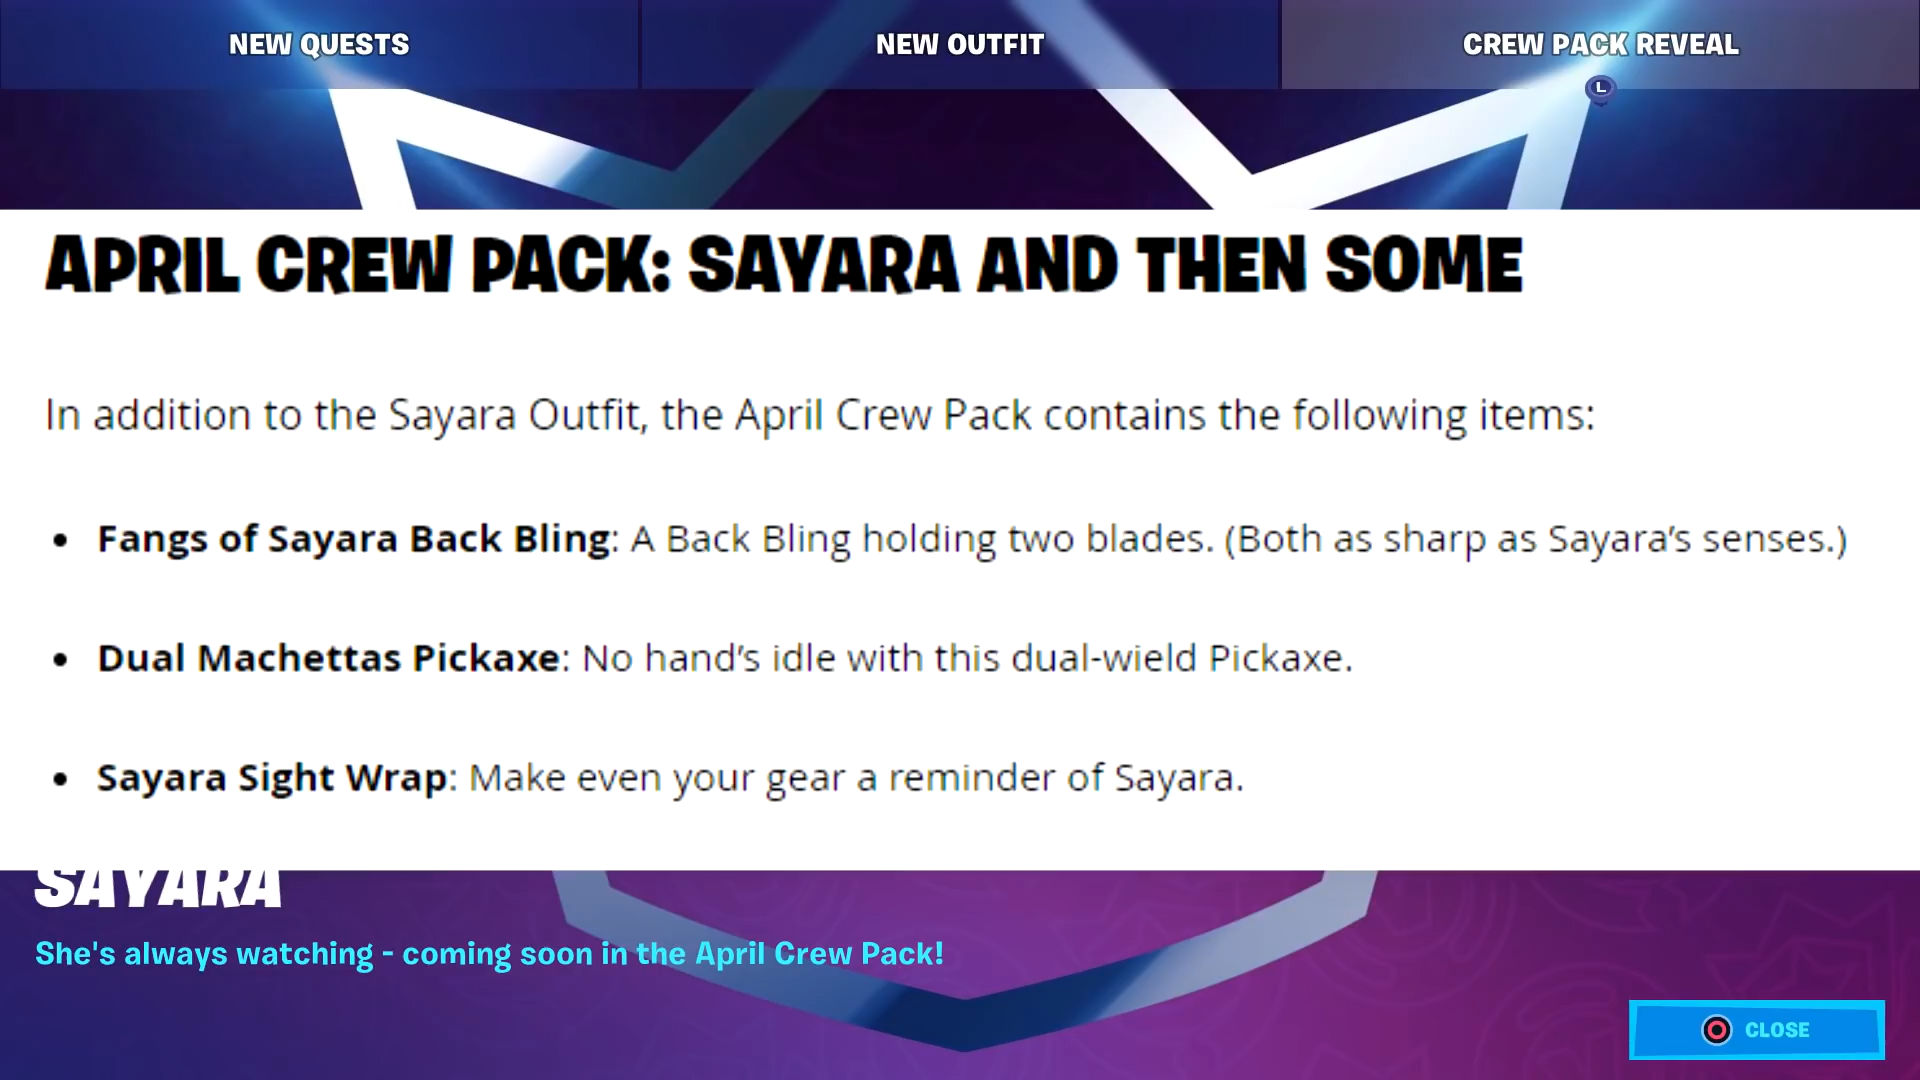 NEW QUESTS
NEW OUTFIT
CREW PACK REVEAL
L
APRIL CREW PACK: SAYARA AND THEN SOME
In addition to the Sayara Outfit, the April Crew Pack contains the following items:
• Fangs of Sayara Back Bling: A Back Bling holding two blades. (Both as sharp as Sayara's senses.)
• Dual Machettas Pickaxe: No hand's idle with this dual-wield Pickaxe.
• Sayara Sight Wrap: Make even your gear a reminder of Sayara.
SAYARA
She's always watching - coming soon in the April Crew Pack!
CLOSE